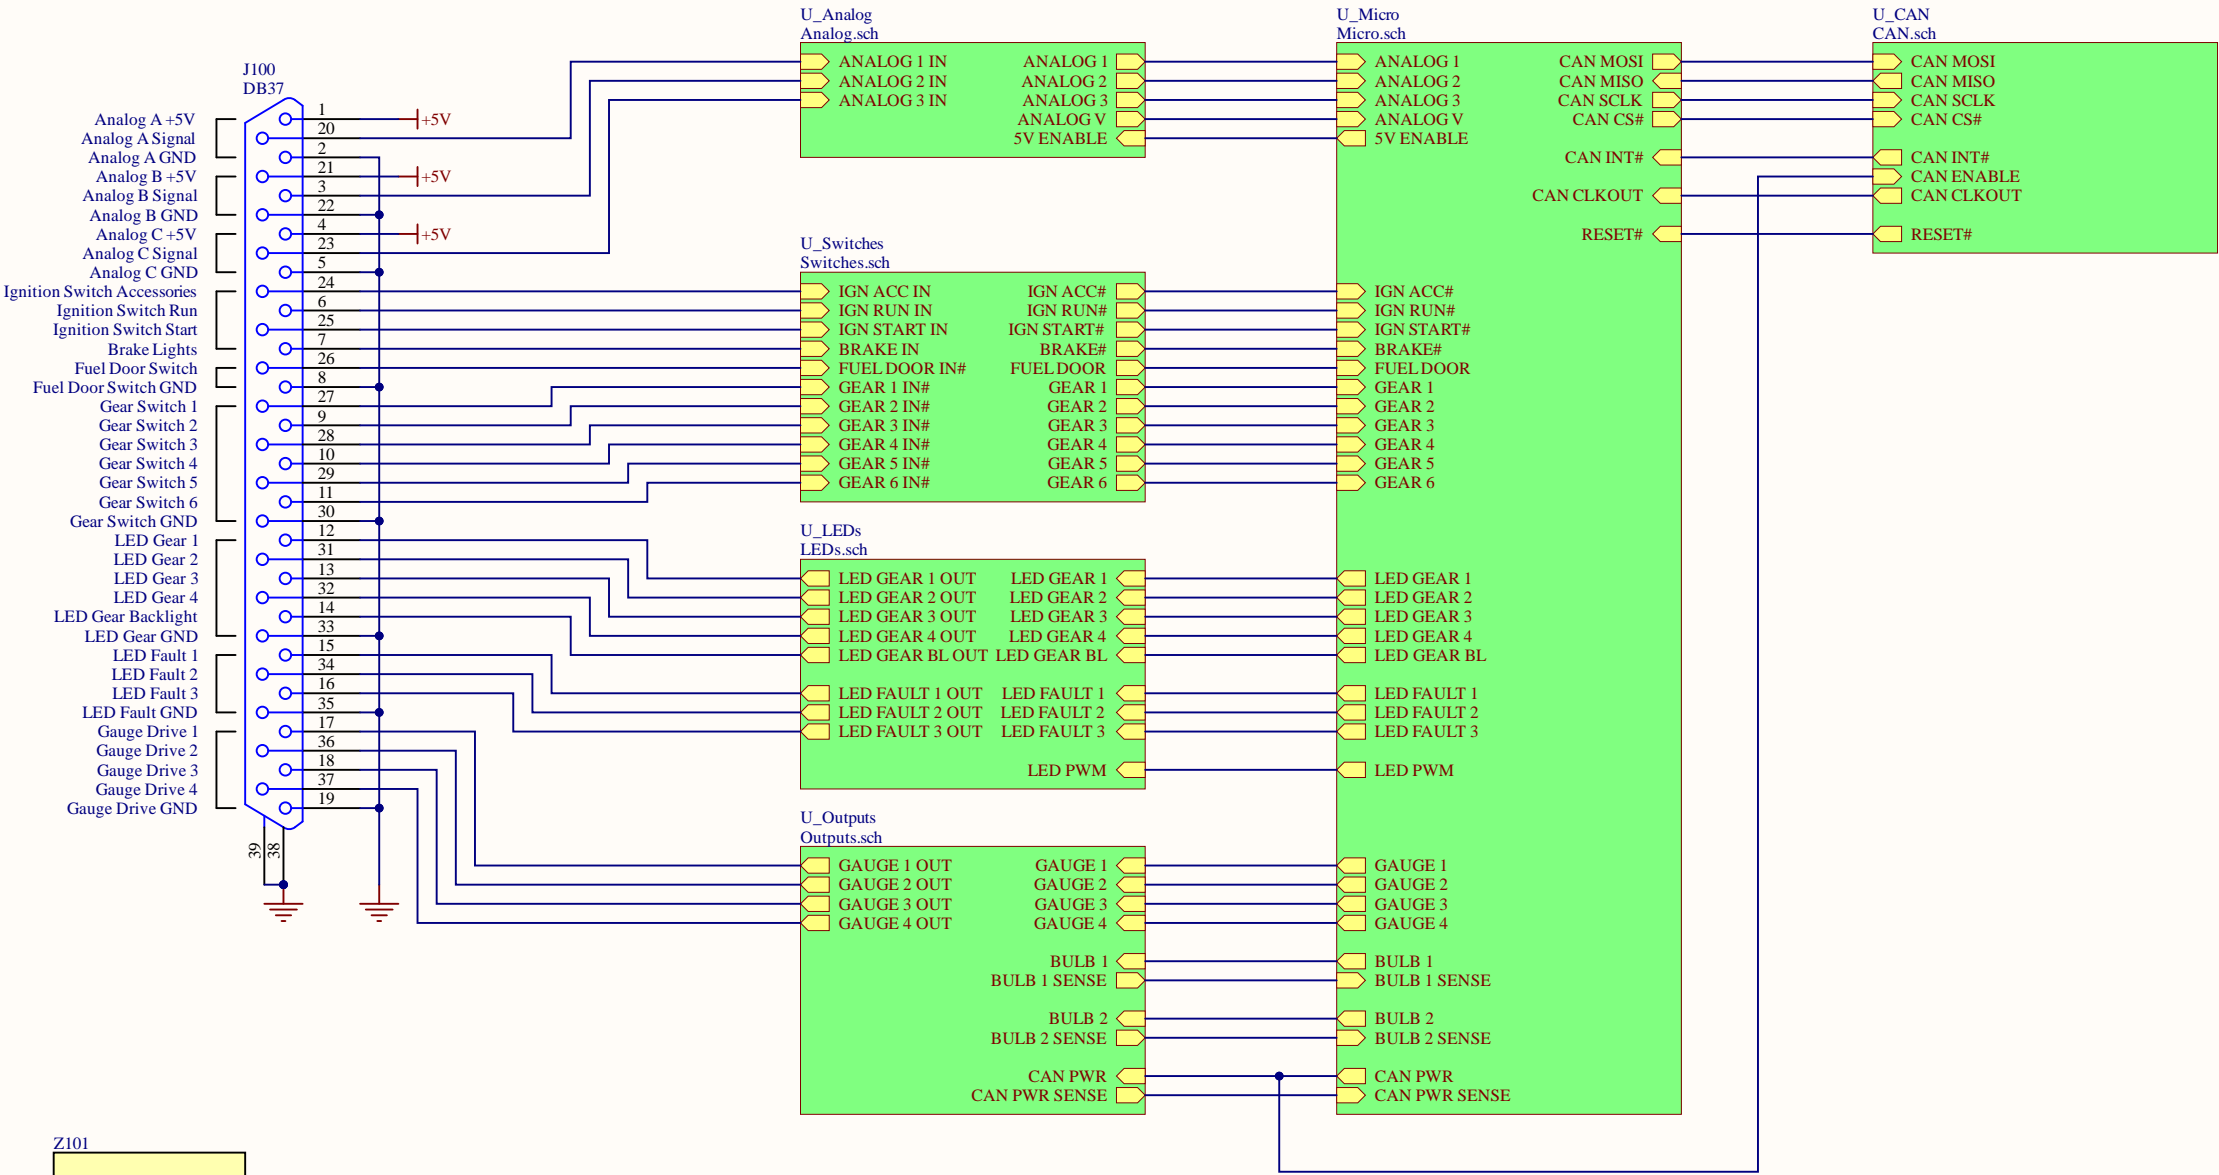 J100
DB37
Analog A +5V
Analog A Signal
Analog A GND
Analog B +5V
Analog B Signal
Analog B GND
Analog C +5V
Analog C Signal
Analog C GND
Ignition Switch Accessories
Ignition Switch Run
Ignition Switch Start
Brake Lights
Fuel Door Switch
Fuel Door Switch GND
Gear Switch 1
Gear Switch 2
Gear Switch 3
Gear Switch 4
Gear Switch 5
Gear Switch 6
Gear Switch GND
LED Gear 1
LED Gear 2
LED Gear 3
LED Gear 4
LED Gear Backlight
LED Gear GND
LED Fault 1
LED Fault 2
LED Fault 3
LED Fault GND
Gauge Drive 1
Gauge Drive 2
Gauge Drive 3
Gauge Drive 4
Gauge Drive GND
1
20
2
21
3
22
4
23
5
24
6
25
7
26
8
27
9
28
10
29
11
30
12
31
13
32
14
33
15
34
16
35
17
36
18
37
19
39
38
+5V
+5V
+5V
U_Analog
Analog.sch
ANALOG 1 IN
ANALOG 2 IN
ANALOG 3 IN
ANALOG 1
ANALOG 2
ANALOG 3
ANALOG V
5V ENABLE
U_Switches
Switches.sch
IGN ACC IN
IGN RUN IN
IGN START IN
BRAKE IN
FUEL DOOR IN#
GEAR 1 IN#
GEAR 2 IN#
GEAR 3 IN#
GEAR 4 IN#
GEAR 5 IN#
GEAR 6 IN#
IGN ACC#
IGN RUN#
IGN START#
BRAKE#
FUEL DOOR
GEAR 1
GEAR 2
GEAR 3
GEAR 4
GEAR 5
GEAR 6
U_LEDs
LEDs.sch
LED GEAR 1 OUT
LED GEAR 2 OUT
LED GEAR 3 OUT
LED GEAR 4 OUT
LED GEAR BL OUT
LED FAULT 1 OUT
LED FAULT 2 OUT
LED FAULT 3 OUT
LED GEAR 1
LED GEAR 2
LED GEAR 3
LED GEAR 4
LED GEAR BL
LED FAULT 1
LED FAULT 2
LED FAULT 3
LED PWM
U_Outputs
Outputs.sch
GAUGE 1 OUT
GAUGE 2 OUT
GAUGE 3 OUT
GAUGE 4 OUT
GAUGE 1
GAUGE 2
GAUGE 3
GAUGE 4
BULB 1
BULB 1 SENSE
BULB 2
BULB 2 SENSE
CAN PWR
CAN PWR SENSE
U_Micro
Micro.sch
ANALOG 1
ANALOG 2
ANALOG 3
ANALOG V
5V ENABLE
IGN ACC#
IGN RUN#
IGN START#
BRAKE#
FUEL DOOR
GEAR 1
GEAR 2
GEAR 3
GEAR 4
GEAR 5
GEAR 6
LED GEAR 1
LED GEAR 2
LED GEAR 3
LED GEAR 4
LED GEAR BL
LED FAULT 1
LED FAULT 2
LED FAULT 3
LED PWM
GAUGE 1
GAUGE 2
GAUGE 3
GAUGE 4
BULB 1
BULB 1 SENSE
BULB 2
BULB 2 SENSE
CAN PWR
CAN PWR SENSE
CAN MOSI
CAN MISO
CAN SCLK
CAN CS#
CAN INT#
CAN CLKOUT
RESET#
U_CAN
CAN.sch
CAN MOSI
CAN MISO
CAN SCLK
CAN CS#
CAN INT#
CAN ENABLE
CAN CLKOUT
RESET#
Z101